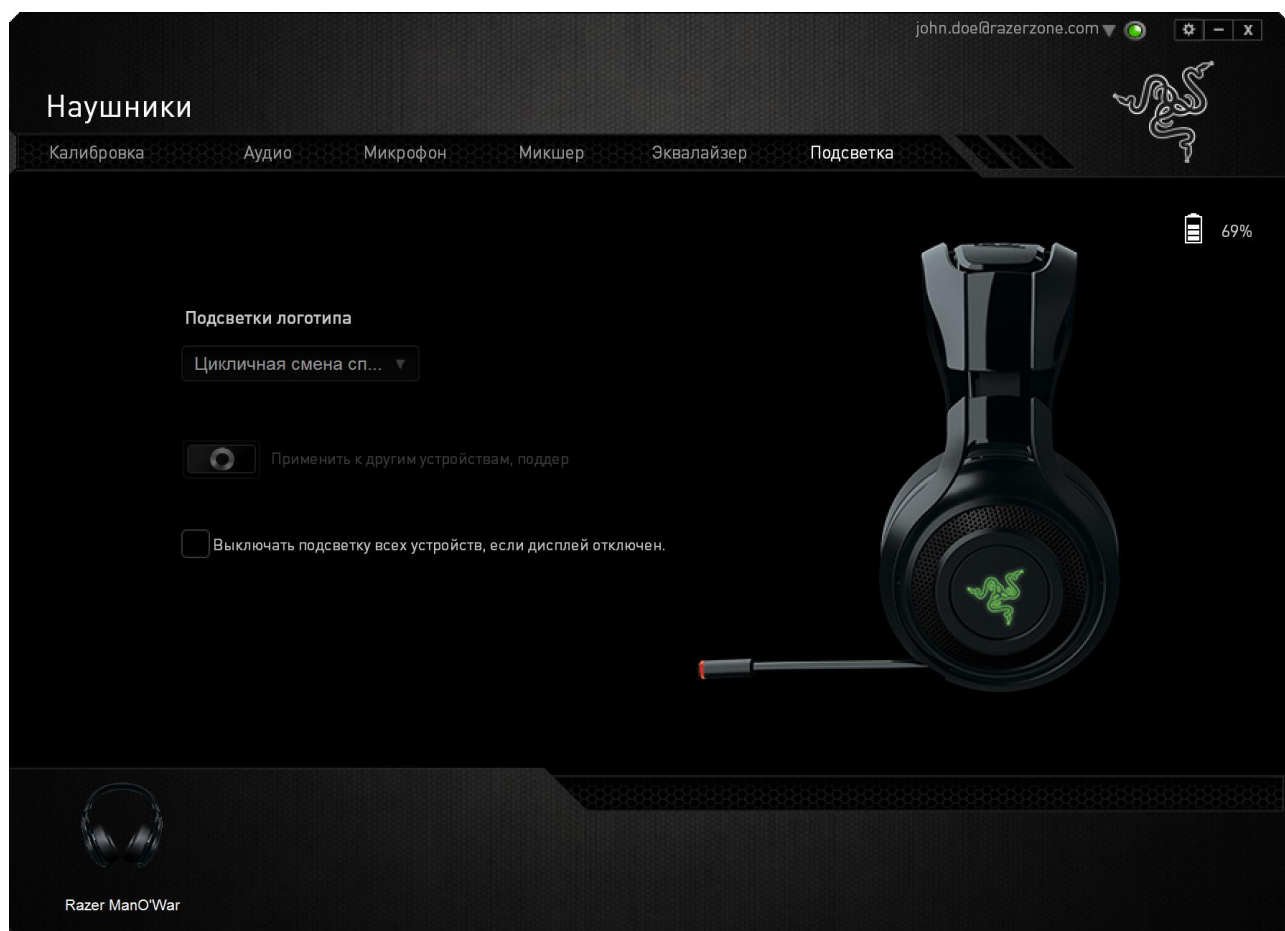 john.doe@razerzone.com
Наушники
Калибровка Аудио Микрофон Микшер Эквалайзер Подсветка
69%
Подсветки логотипа
Цикличная смена сп...
Применить к другим устройствам, поддер
Выключать подсветку всех устройств, если дисплей отключен.
Razer ManO'War